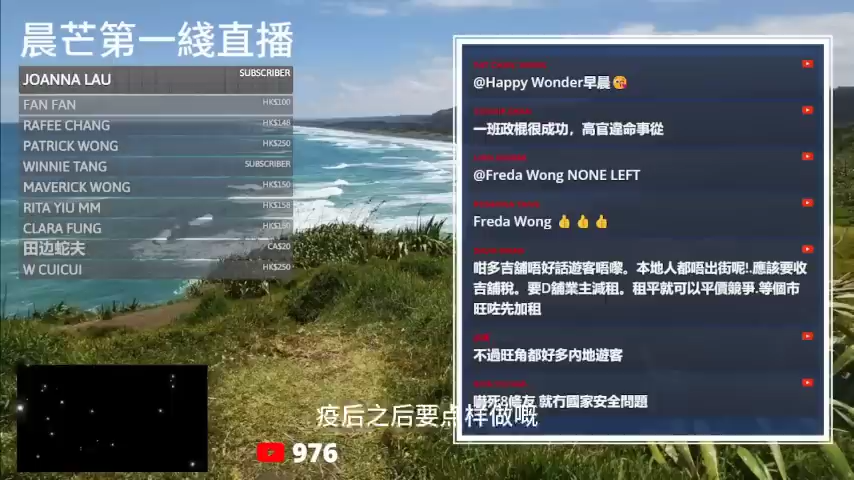 晨芒第一綫直播
JOANNA LAU SUBSCRIBER
FAN FAN HK$100
RAFEE CHANG HK$148
PATRICK WONG HK$250
WINNIE TANG SUBSCRIBER
MAVERICK WONG HK$150
RITA YIU MM HK$158
CLARA FUNG
田边蛇夫 CA$20
W CUICUI HK$250
@Happy Wonder早晨
一班政棍很成功，高官違命事從
@Freda Wong NONE LEFT
Freda Wong 👍👍👍
咁多吉舖唔好話遊客唔嚟。本地人都唔出街呢!.應該要收
吉舖稅。要D舖業主減租。租平就可以平價競爭.等個市
旺咗先加租
不過旺角都好多內地遊客
嚇死8條友 就冇國家安全問題
疫后之后要点样做嘅
976